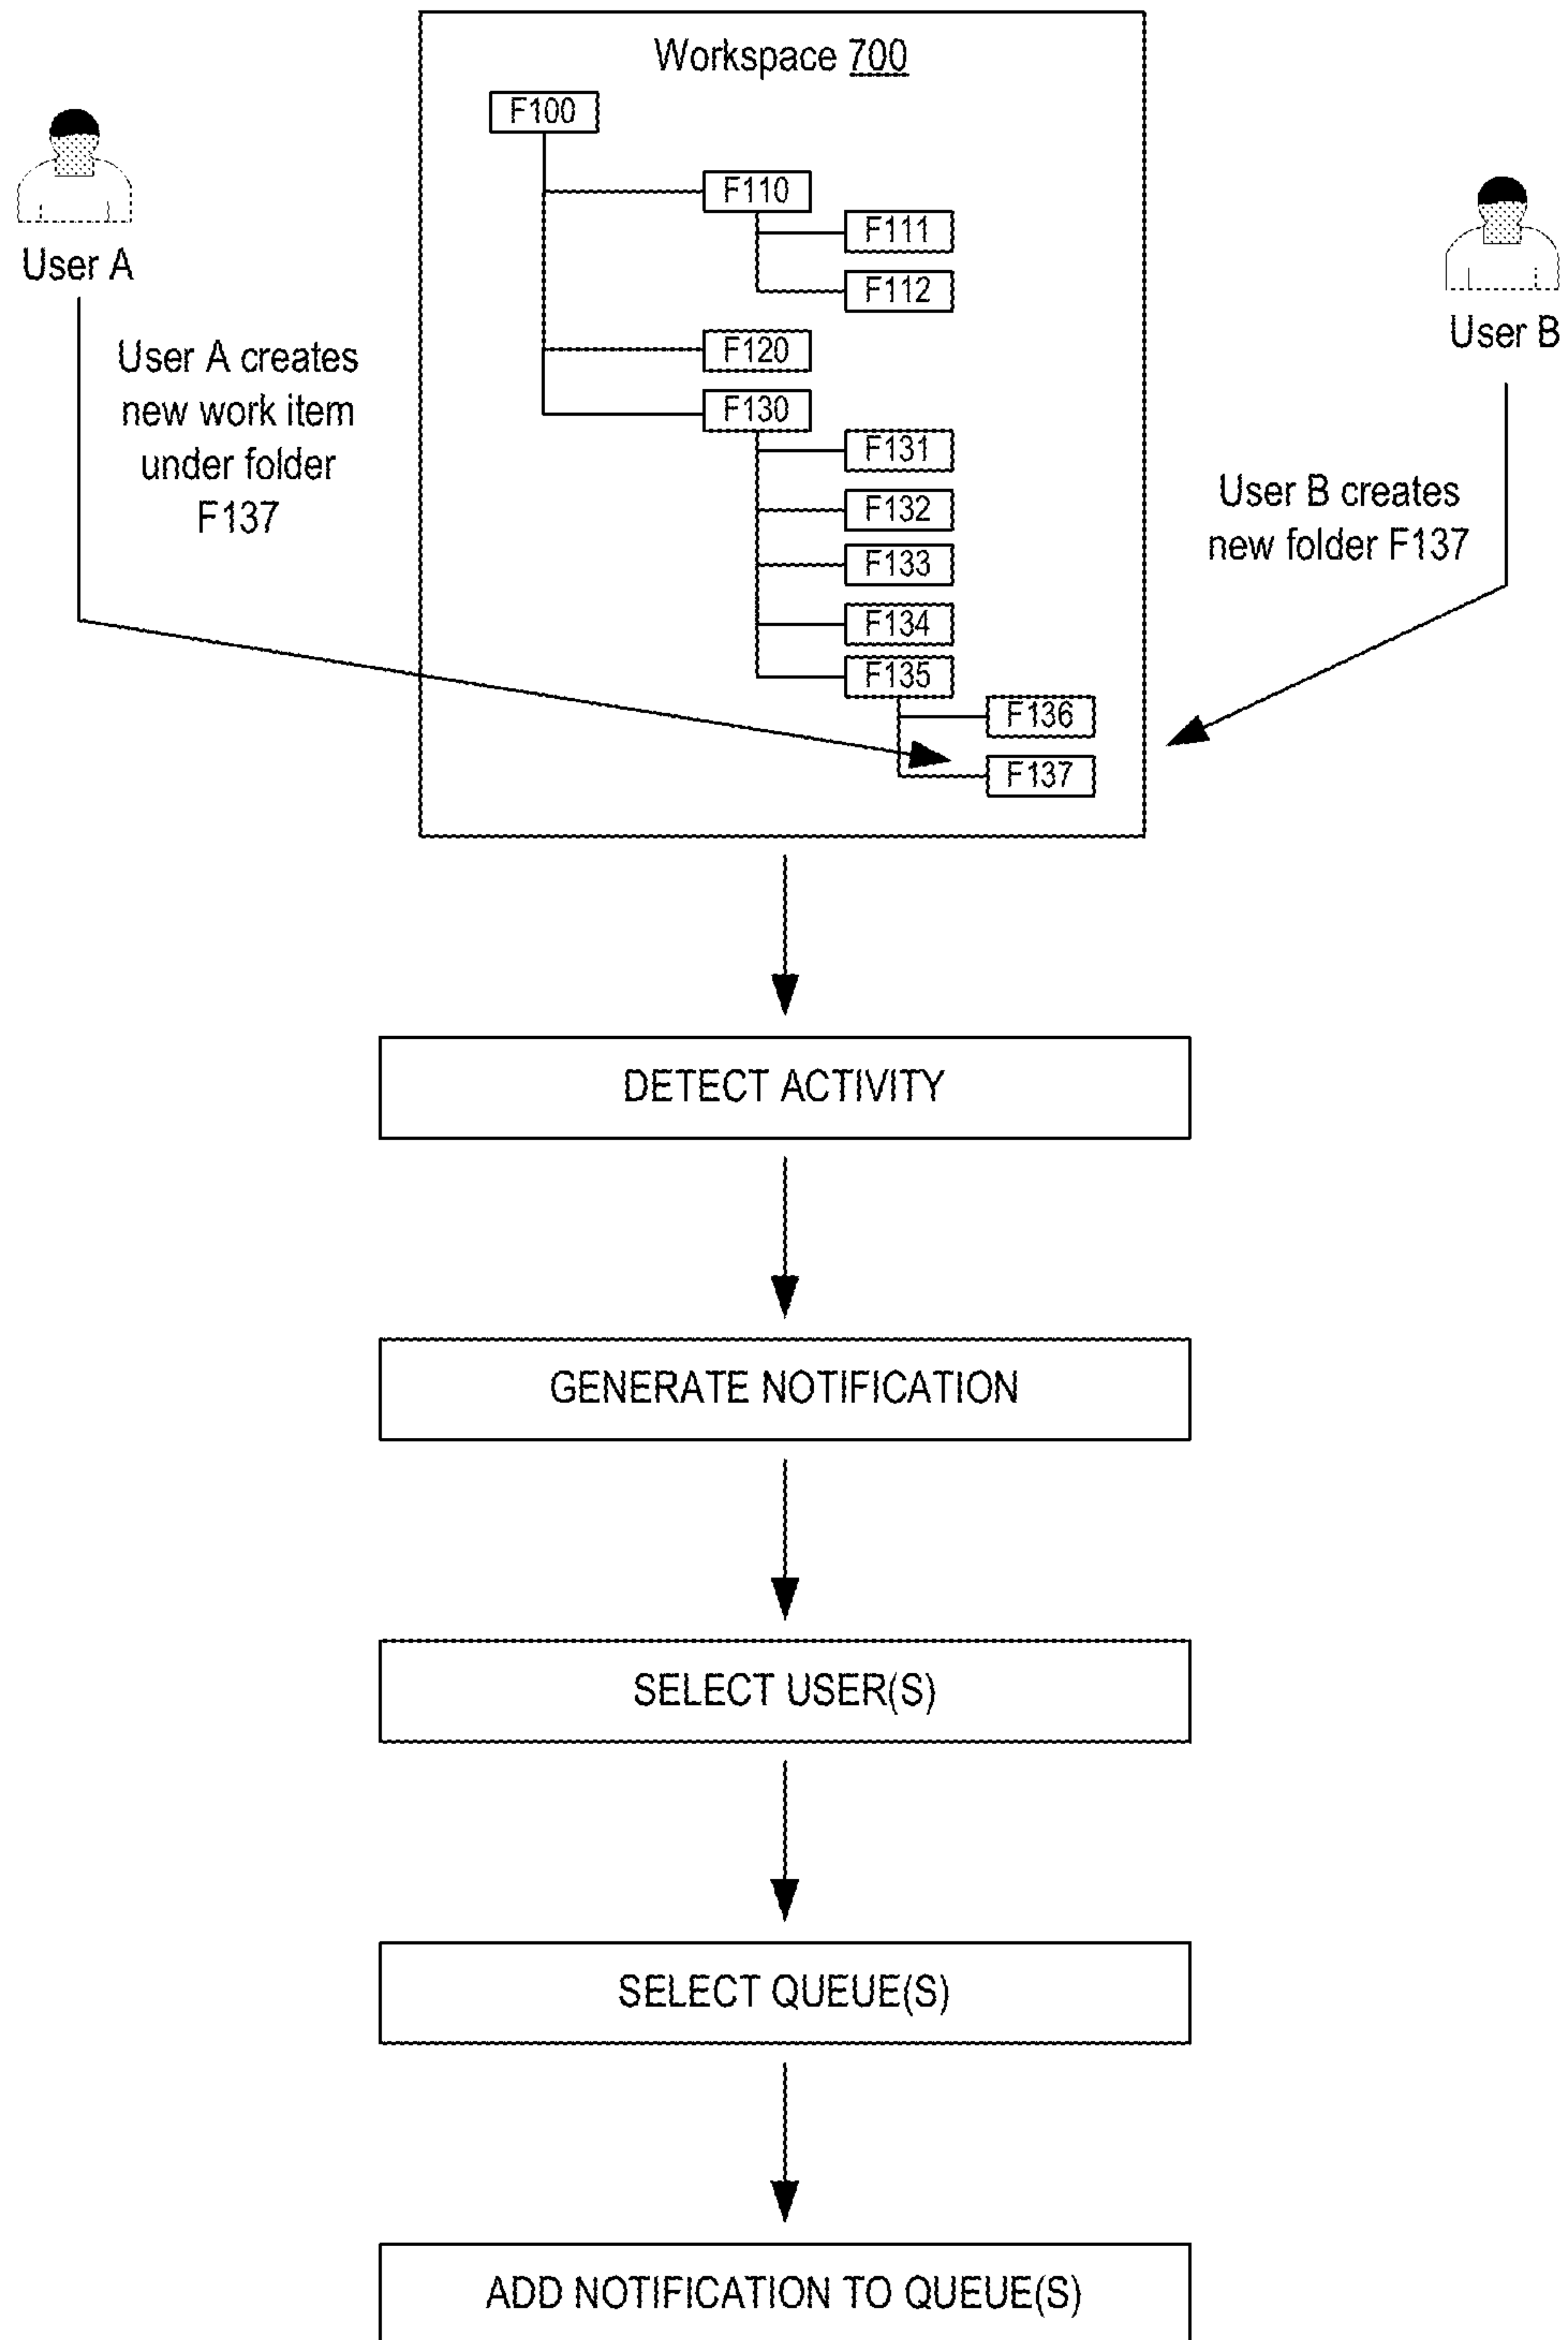 Workspace 700
F100
F110
F111
F112
F120
F130
F131
F132
F133
F134
F135
F136
F137
User A
User A creates
new work item
under folder
F137
User B
User B creates
new folder F137
DETECT ACTIVITY
GENERATE NOTIFICATION
SELECT USER(S)
SELECT QUEUE(S)
ADD NOTIFICATION TO QUEUE(S)